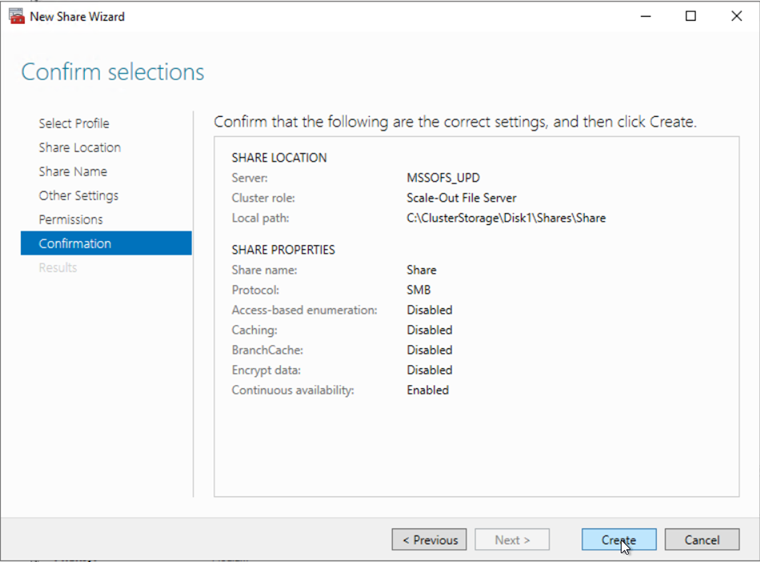 New Share Wizard
Confirm selections
Select Profile
Share Location
Share Name
Other Settings
Permissions
Confirmation
Results
Confirm that the following are the correct settings, and then click Create.
SHARE LOCATION
Server: MSSOFS_UPD
Cluster role: Scale-Out File Server
Local path: C:\ClusterStorage\Disk1\Shares\Share
SHARE PROPERTIES
Share name: Share
Protocol: SMB
Access-based enumeration: Disabled
Caching: Disabled
BranchCache: Disabled
Encrypt data: Disabled
Continuous availability: Enabled
< Previous Next > Create Cancel